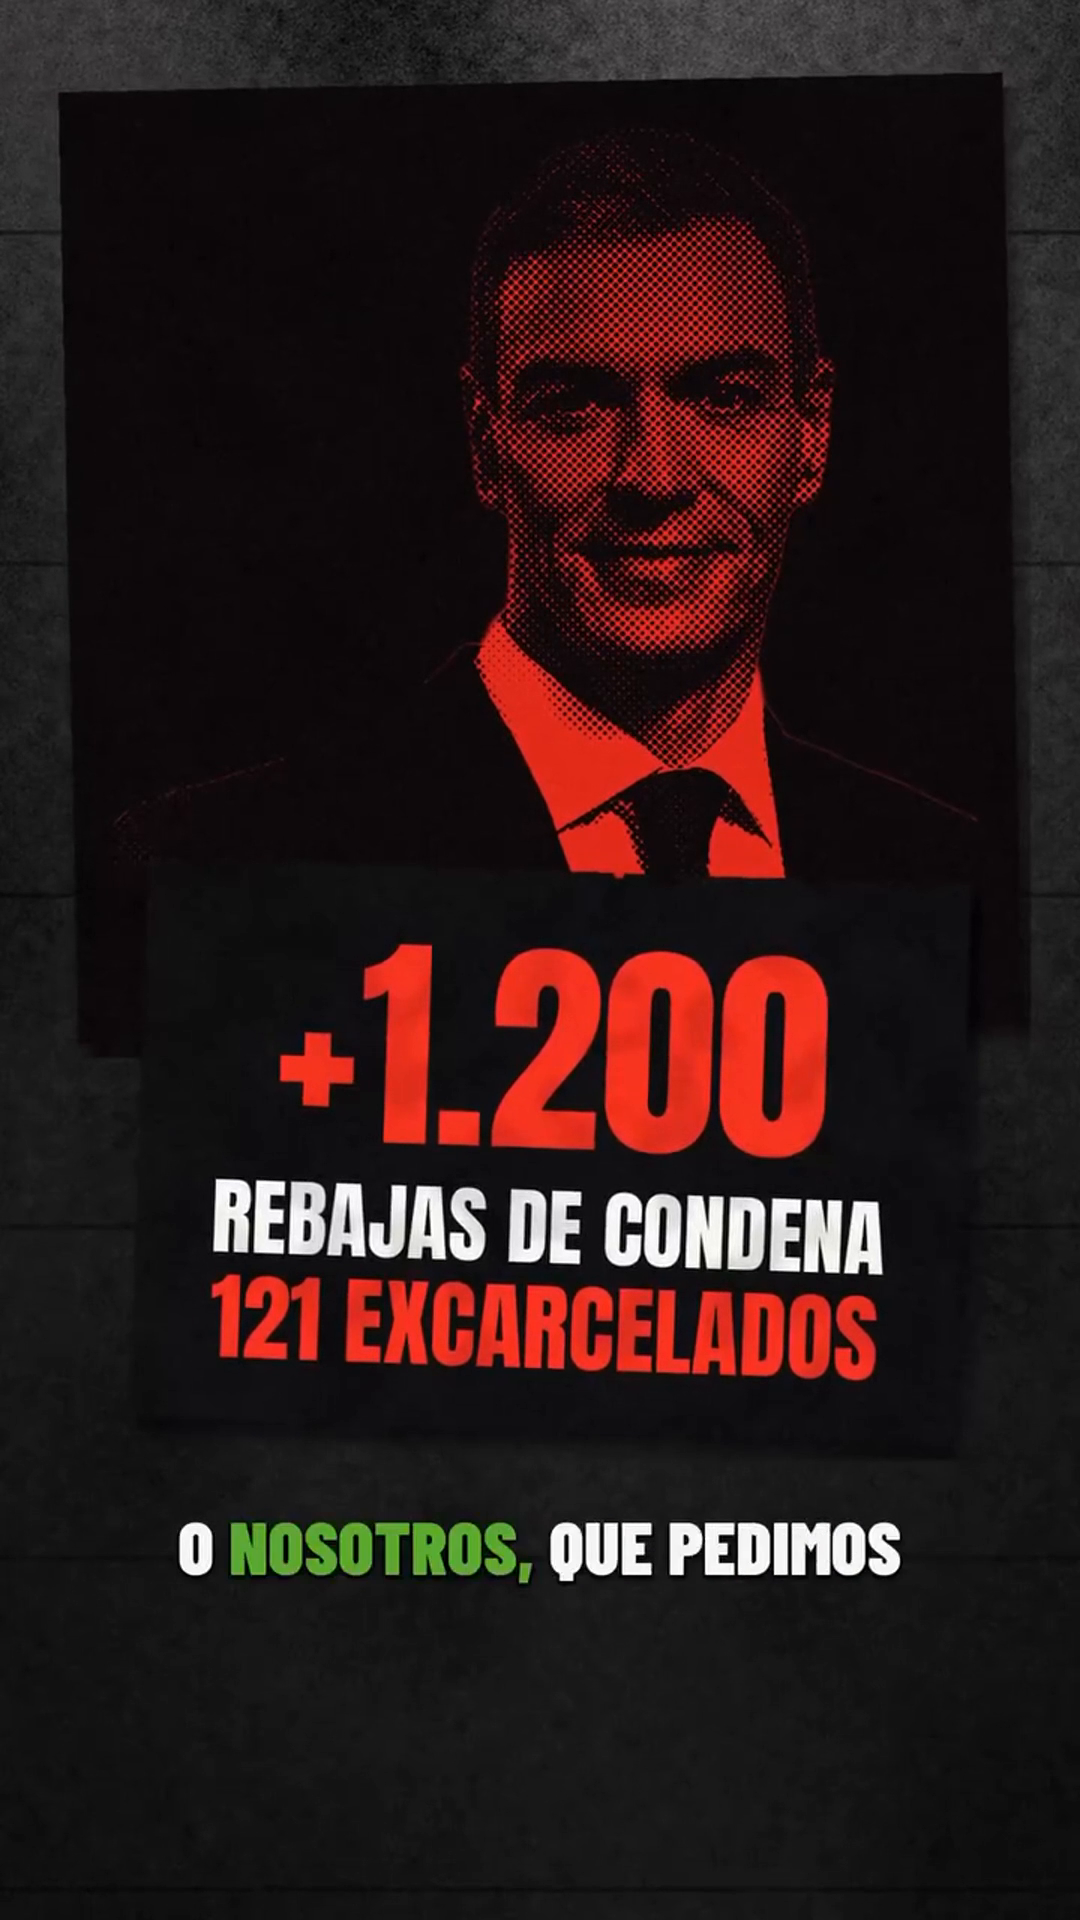 +1.200
REBAJAS DE CONDENA
121 EXCARCELADOS
O NOSOTROS, QUE PEDIMOS